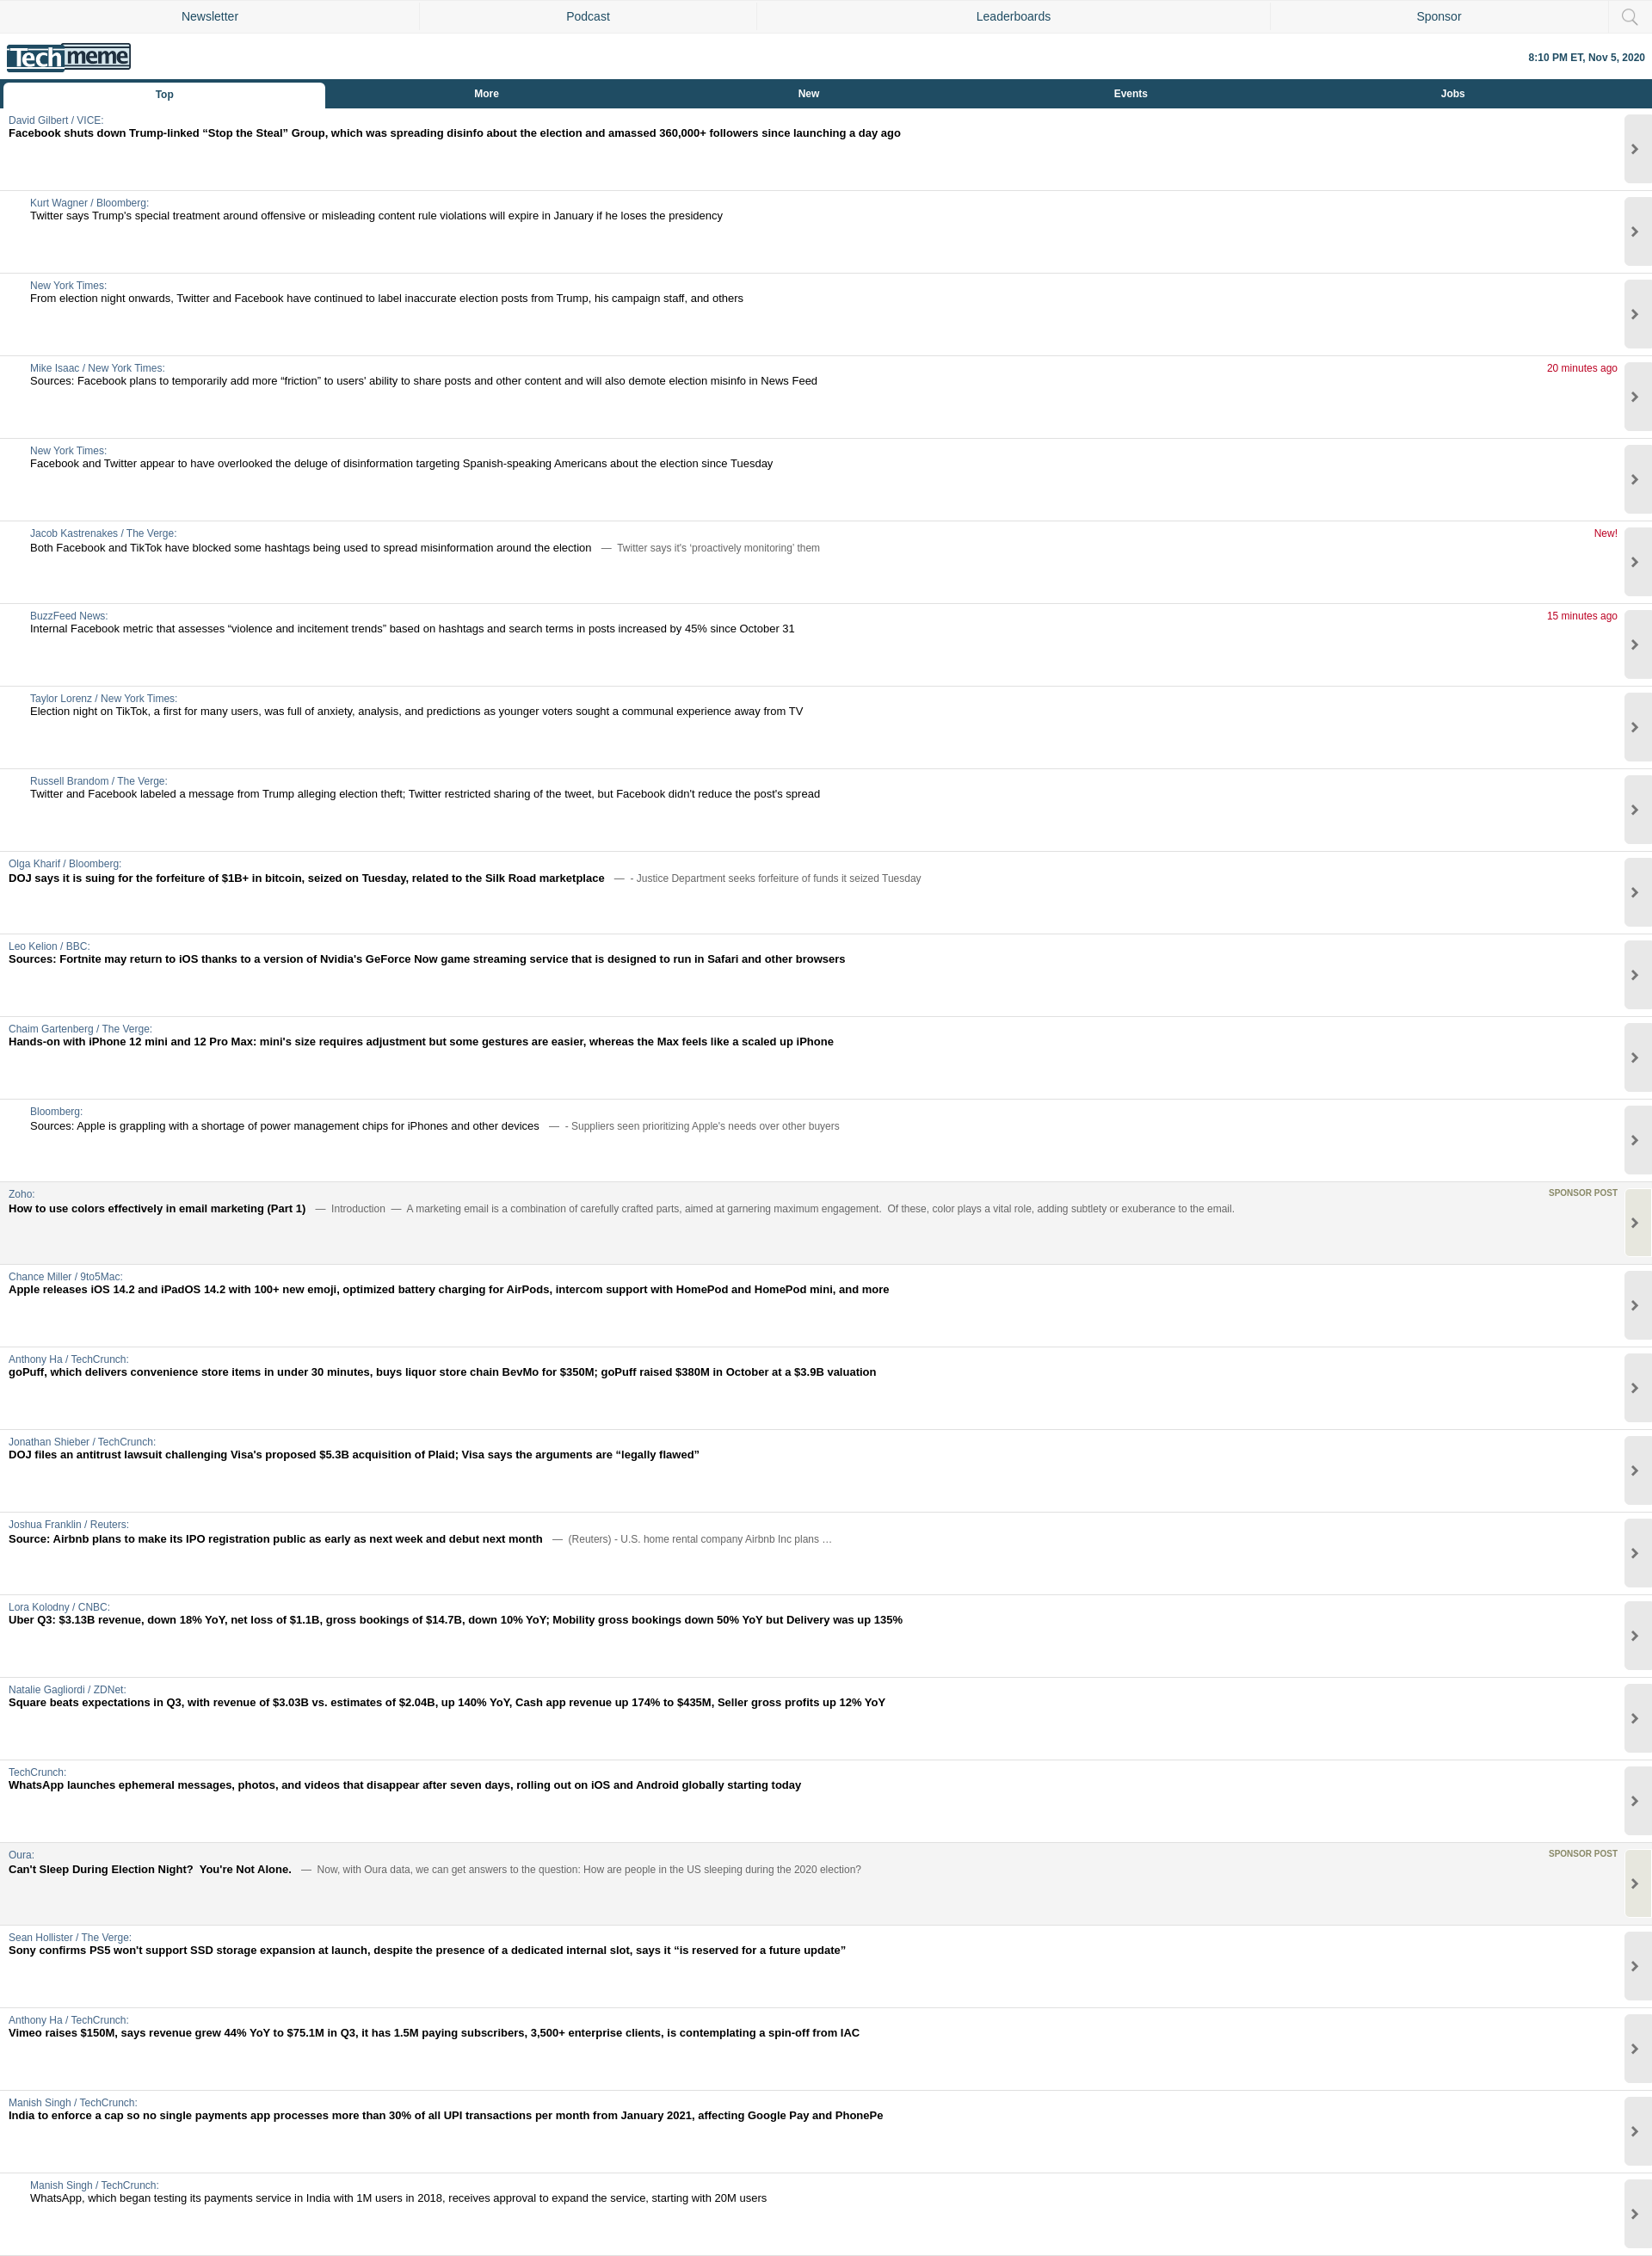 Newsletter
Podcast
Leaderboards
Sponsor
Techmeme
8:10 PM ET, Nov 5, 2020
Top
More
New
Events
Jobs
David Gilbert / VICE:
Facebook shuts down Trump-linked “Stop the Steal” Group, which was spreading disinfo about the election and amassed 360,000+ followers since launching a day ago
Kurt Wagner / Bloomberg:
Twitter says Trump's special treatment around offensive or misleading content rule violations will expire in January if he loses the presidency
New York Times:
From election night onwards, Twitter and Facebook have continued to label inaccurate election posts from Trump, his campaign staff, and others
Mike Isaac / New York Times:
20 minutes ago
Sources: Facebook plans to temporarily add more “friction” to users' ability to share posts and other content and will also demote election misinfo in News Feed
New York Times:
Facebook and Twitter appear to have overlooked the deluge of disinformation targeting Spanish-speaking Americans about the election since Tuesday
Jacob Kastrenakes / The Verge:
New!
Both Facebook and TikTok have blocked some hashtags being used to spread misinformation around the election — Twitter says it's ‘proactively monitoring’ them
BuzzFeed News:
15 minutes ago
Internal Facebook metric that assesses “violence and incitement trends” based on hashtags and search terms in posts increased by 45% since October 31
Taylor Lorenz / New York Times:
Election night on TikTok, a first for many users, was full of anxiety, analysis, and predictions as younger voters sought a communal experience away from TV
Russell Brandom / The Verge:
Twitter and Facebook labeled a message from Trump alleging election theft; Twitter restricted sharing of the tweet, but Facebook didn't reduce the post's spread
Olga Kharif / Bloomberg:
DOJ says it is suing for the forfeiture of $1B+ in bitcoin, seized on Tuesday, related to the Silk Road marketplace — - Justice Department seeks forfeiture of funds it seized Tuesday
Leo Kelion / BBC:
Sources: Fortnite may return to iOS thanks to a version of Nvidia's GeForce Now game streaming service that is designed to run in Safari and other browsers
Chaim Gartenberg / The Verge:
Hands-on with iPhone 12 mini and 12 Pro Max: mini's size requires adjustment but some gestures are easier, whereas the Max feels like a scaled up iPhone
Bloomberg:
Sources: Apple is grappling with a shortage of power management chips for iPhones and other devices — - Suppliers seen prioritizing Apple's needs over other buyers
Zoho:
SPONSOR POST
How to use colors effectively in email marketing (Part 1) — Introduction — A marketing email is a combination of carefully crafted parts, aimed at garnering maximum engagement. Of these, color plays a vital role, adding subtlety or exuberance to the email.
Chance Miller / 9to5Mac:
Apple releases iOS 14.2 and iPadOS 14.2 with 100+ new emoji, optimized battery charging for AirPods, intercom support with HomePod and HomePod mini, and more
Anthony Ha / TechCrunch:
goPuff, which delivers convenience store items in under 30 minutes, buys liquor store chain BevMo for $350M; goPuff raised $380M in October at a $3.9B valuation
Jonathan Shieber / TechCrunch:
DOJ files an antitrust lawsuit challenging Visa's proposed $5.3B acquisition of Plaid; Visa says the arguments are “legally flawed”
Joshua Franklin / Reuters:
Source: Airbnb plans to make its IPO registration public as early as next week and debut next month — (Reuters) - U.S. home rental company Airbnb Inc plans …
Lora Kolodny / CNBC:
Uber Q3: $3.13B revenue, down 18% YoY, net loss of $1.1B, gross bookings of $14.7B, down 10% YoY; Mobility gross bookings down 50% YoY but Delivery was up 135%
Natalie Gagliordi / ZDNet:
Square beats expectations in Q3, with revenue of $3.03B vs. estimates of $2.04B, up 140% YoY, Cash app revenue up 174% to $435M, Seller gross profits up 12% YoY
TechCrunch:
WhatsApp launches ephemeral messages, photos, and videos that disappear after seven days, rolling out on iOS and Android globally starting today
Oura:
SPONSOR POST
Can't Sleep During Election Night? You're Not Alone. — Now, with Oura data, we can get answers to the question: How are people in the US sleeping during the 2020 election?
Sean Hollister / The Verge:
Sony confirms PS5 won't support SSD storage expansion at launch, despite the presence of a dedicated internal slot, says it “is reserved for a future update”
Anthony Ha / TechCrunch:
Vimeo raises $150M, says revenue grew 44% YoY to $75.1M in Q3, it has 1.5M paying subscribers, 3,500+ enterprise clients, is contemplating a spin-off from IAC
Manish Singh / TechCrunch:
India to enforce a cap so no single payments app processes more than 30% of all UPI transactions per month from January 2021, affecting Google Pay and PhonePe
Manish Singh / TechCrunch:
WhatsApp, which began testing its payments service in India with 1M users in 2018, receives approval to expand the service, starting with 20M users